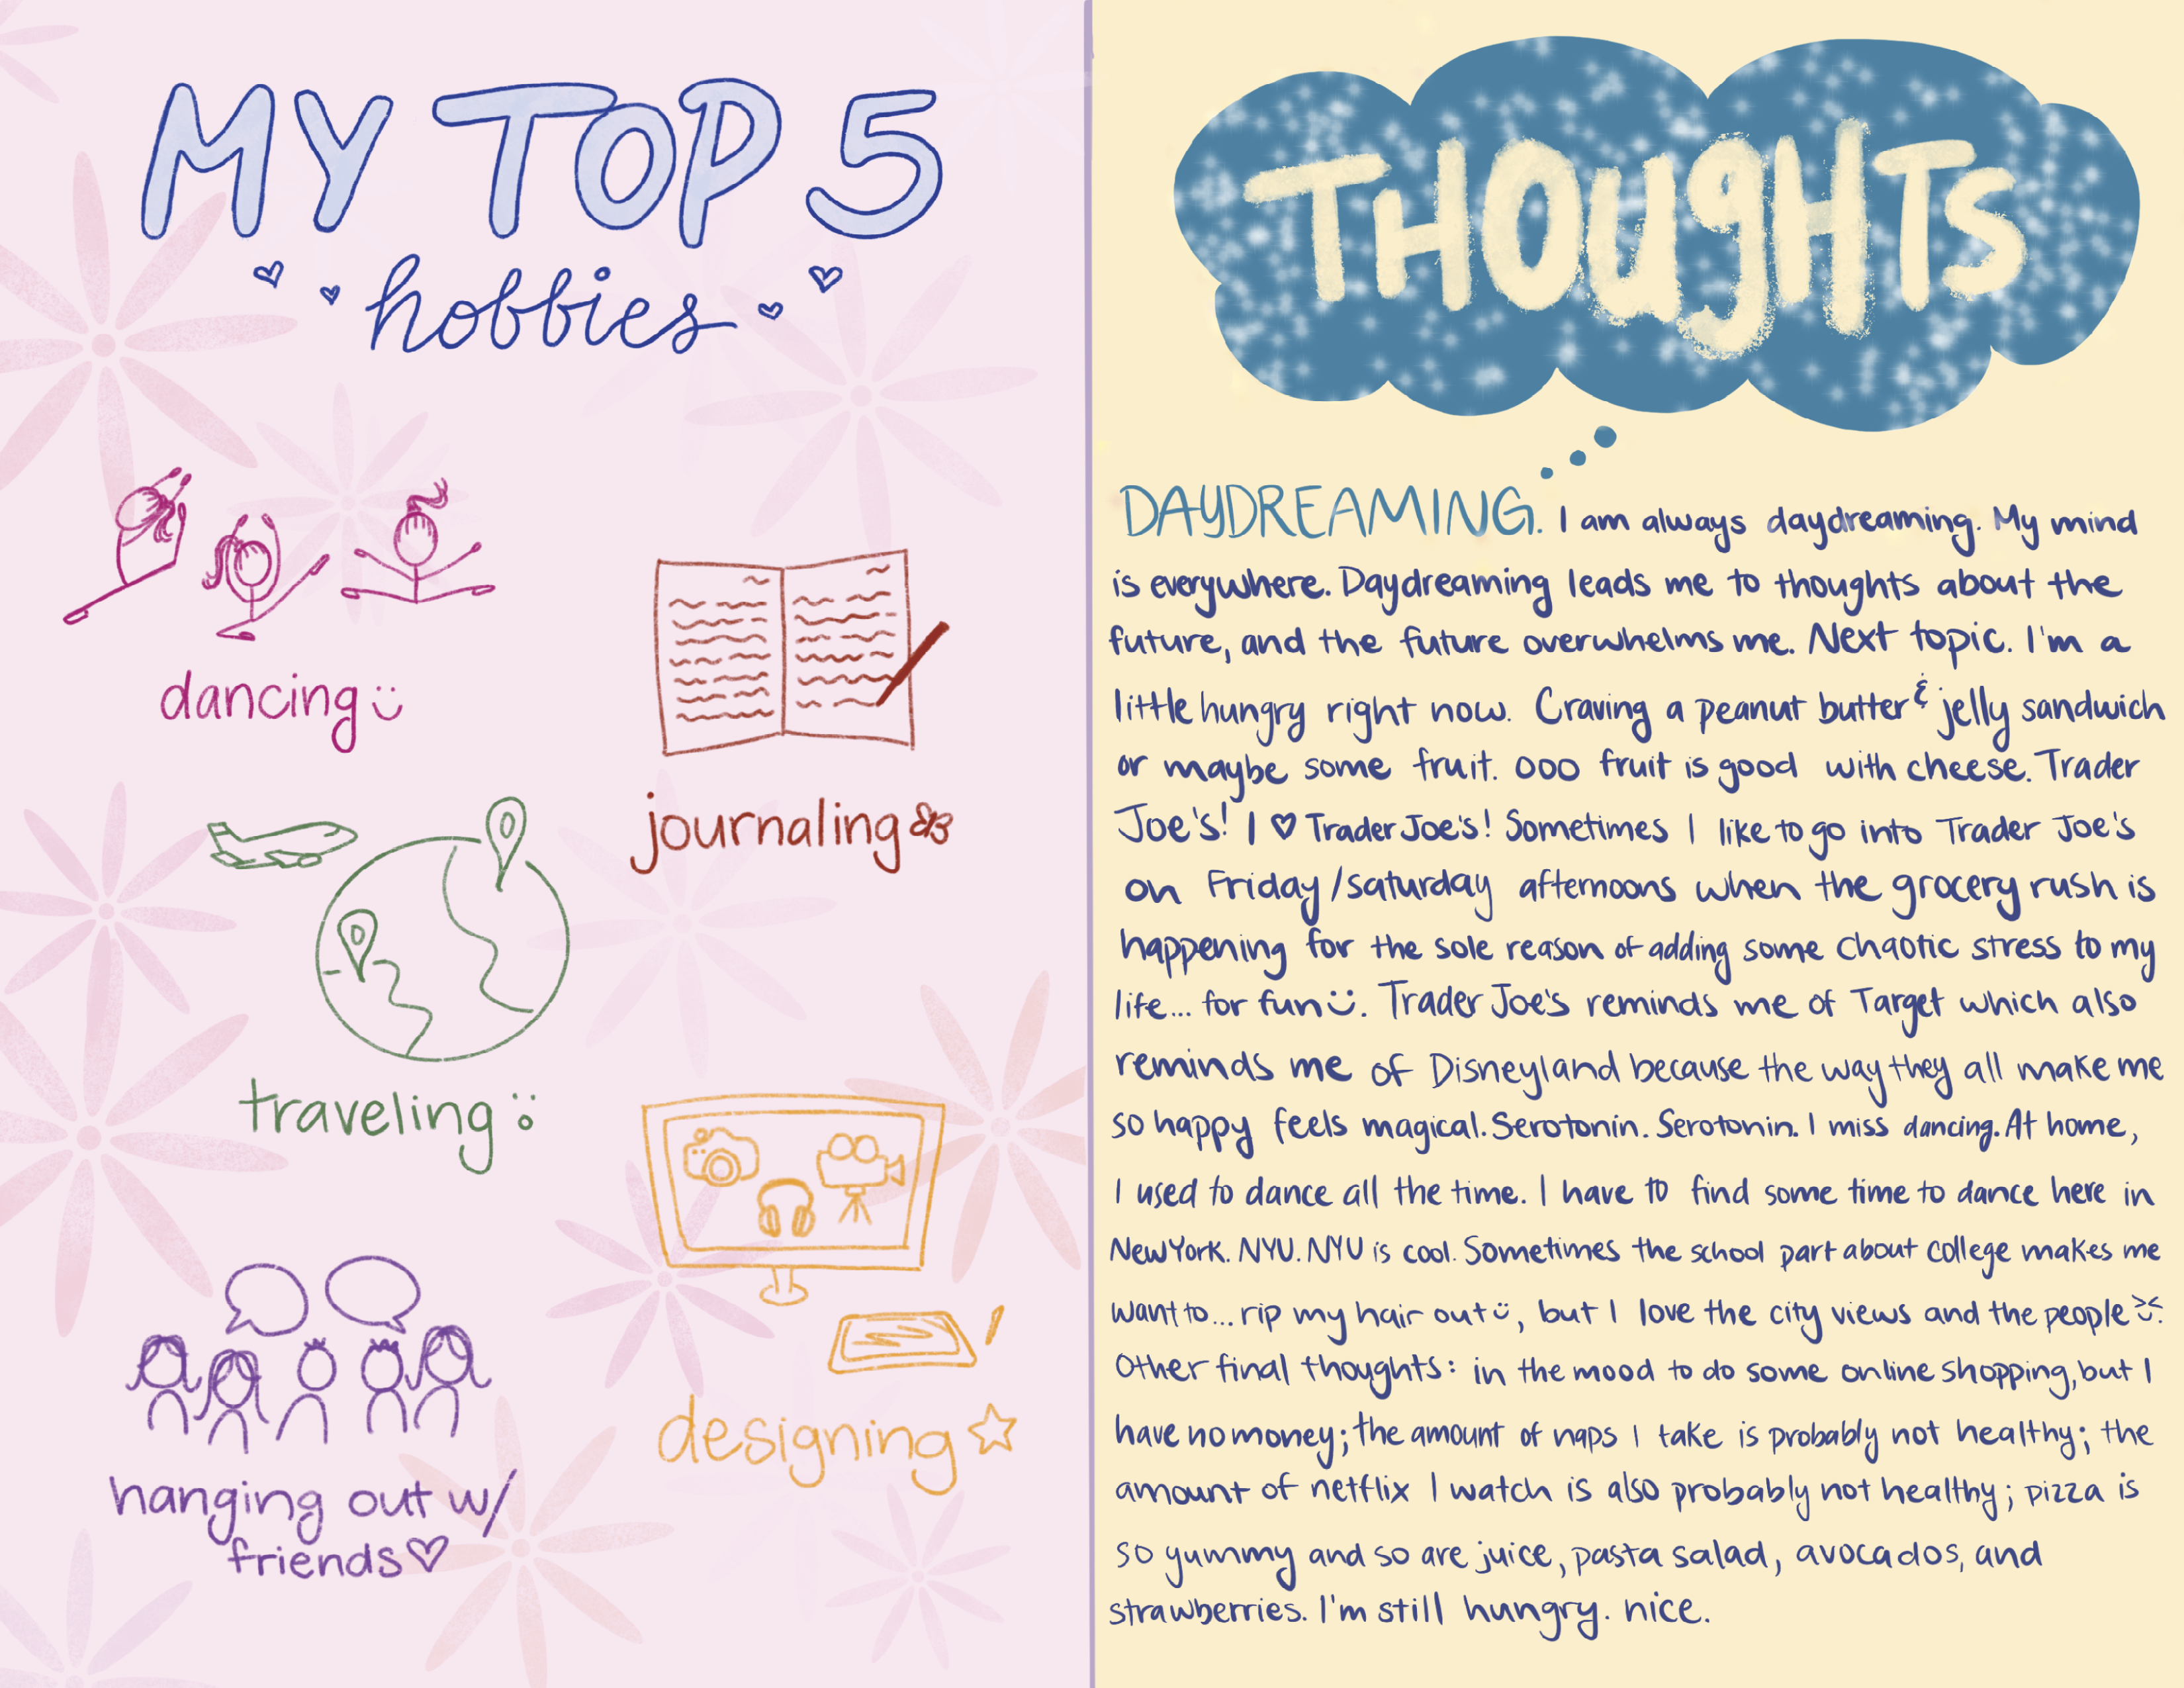 MY TOP 5
hobbies
dancing
journaling
traveling
designing
hanging out w/
friends
THOUgHTS
DAYDREAMING. I am always daydreaming. My mind
is everywhere. Daydreaming leads me to thoughts about the
future, and the future overwhelms me. Next topic. I'm a
little hungry right now. Craving a peanut butter & jelly sandwich
or maybe some fruit. ooo fruit is good with cheese. Trader
Joe's! I ♡ Trader Joe's! Sometimes I like to go into Trader Joe's
on Friday/saturday afternoons when the grocery rush is
happening for the sole reason of adding some chaotic stress to my
life... for fun :). Trader Joe's reminds me of Target which also
reminds me of Disneyland because the way they all make me
so happy feels magical. Serotonin. Serotonin. I miss dancing. At home,
I used to dance all the time. I have to find some time to dance here in
New York. NYU. NYU is cool. Sometimes the school part about college makes me
want to... rip my hair out :), but I love the city views and the people :).
Other final thoughts: in the mood to do some online shopping, but I
have no money; the amount of naps I take is probably not healthy; the
amount of netflix I watch is also probably not healthy; pizza is
so yummy and so are juice, pasta salad, avocados, and
strawberries. I'm still hungry. nice.